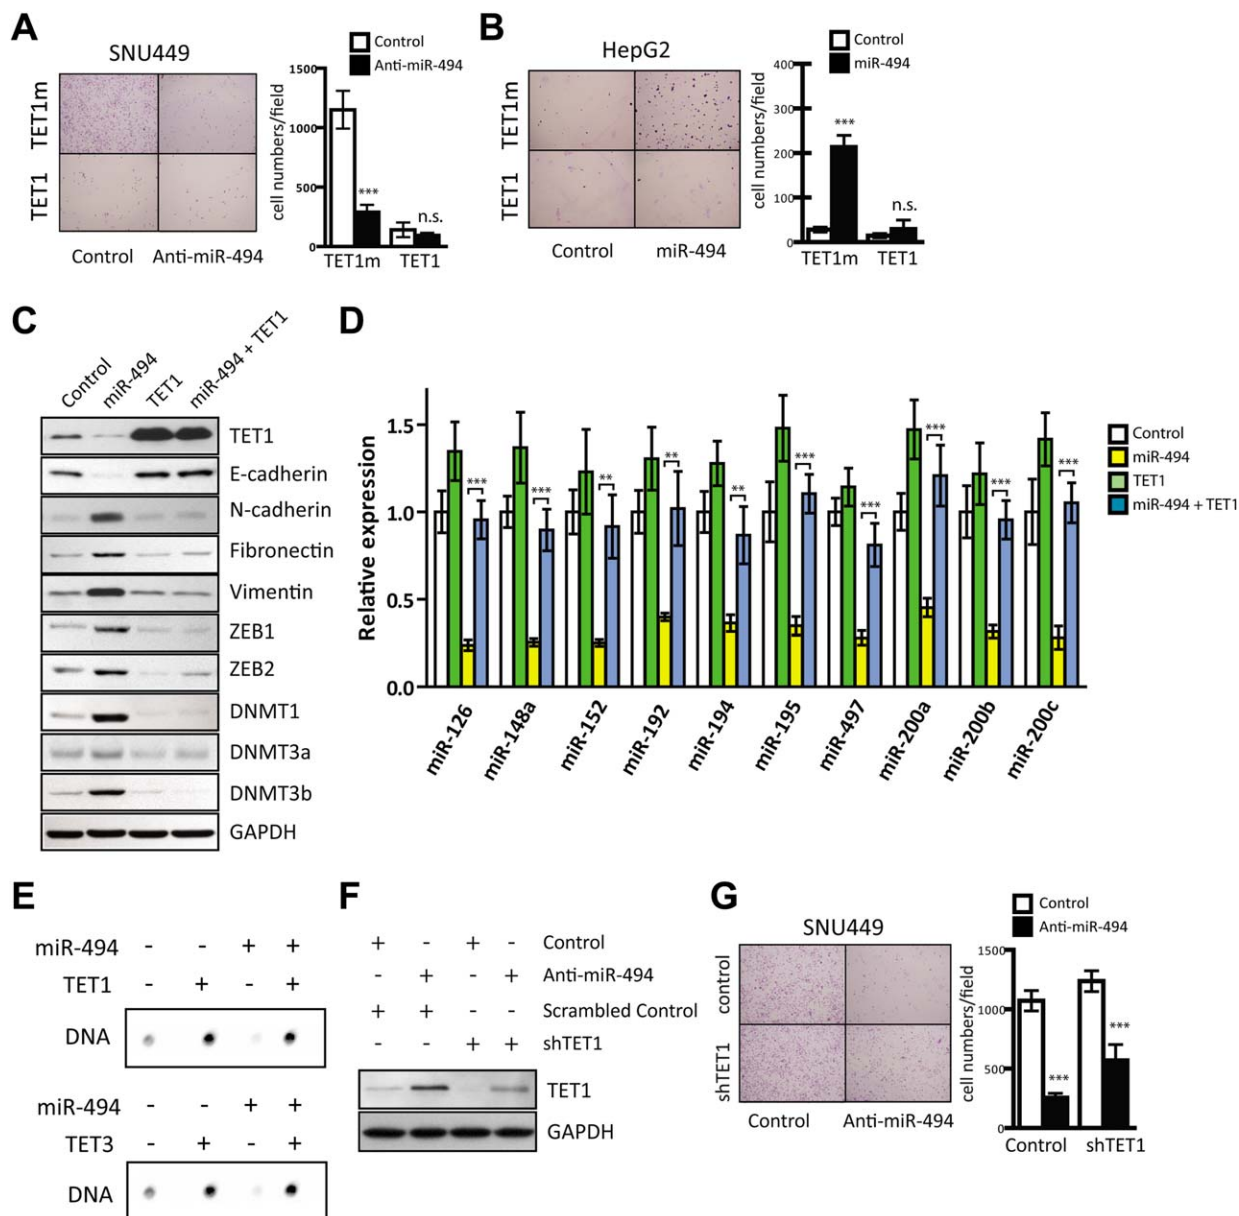 A
SNU449
Control
Anti-miR-494
TET1m
TET1
Control
Anti-miR-494
cell numbers/field
1500
1000
500
0
***
n.s.
TET1m
TET1
B
HepG2
Control
miR-494
TET1m
TET1
Control
miR-494
cell numbers/field
400
300
200
100
0
***
n.s.
TET1m
TET1
C
Control
miR-494
TET1
miR-494 + TET1
TET1
E-cadherin
N-cadherin
Fibronectin
Vimentin
ZEB1
ZEB2
DNMT1
DNMT3a
DNMT3b
GAPDH
D
Relative expression
1.5
1.0
0.5
0.0
*** *** ** ** ** *** *** *** *** ***
miR-126
miR-148a
miR-152
miR-192
miR-194
miR-195
miR-497
miR-200a
miR-200b
miR-200c
Control
miR-494
TET1
miR-494 + TET1
E
miR-494 - - + +
TET1 - + - +
DNA
miR-494 - - + +
TET3 - + - +
DNA
F
+ - + - Control
- + - + Anti-miR-494
+ + - - Scrambled Control
- - + + shTET1
TET1
GAPDH
G
SNU449
Control
Anti-miR-494
control
shTET1
Control
Anti-miR-494
cell numbers/field
1500
1000
500
0
***
***
Control
shTET1